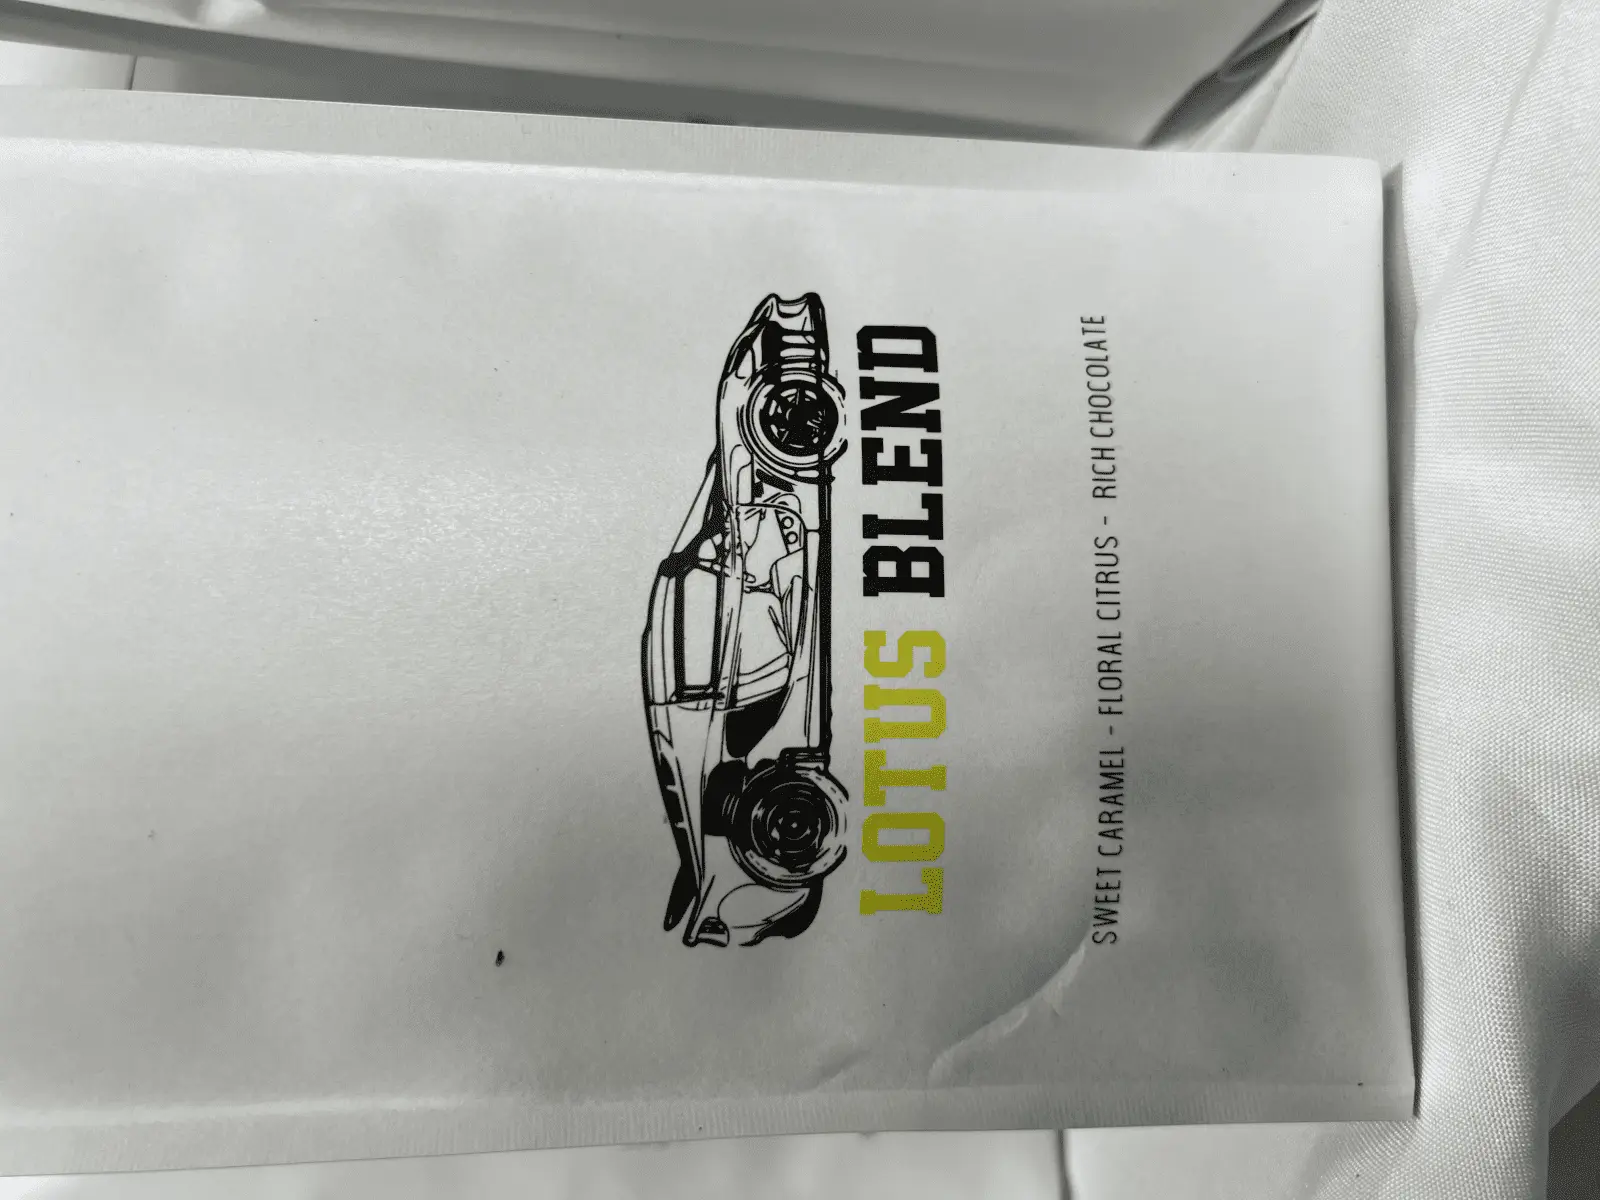 LOTUS BLEND
SWEET CARAMEL - FLORAL CITRUS - RICH CHOCOLATE